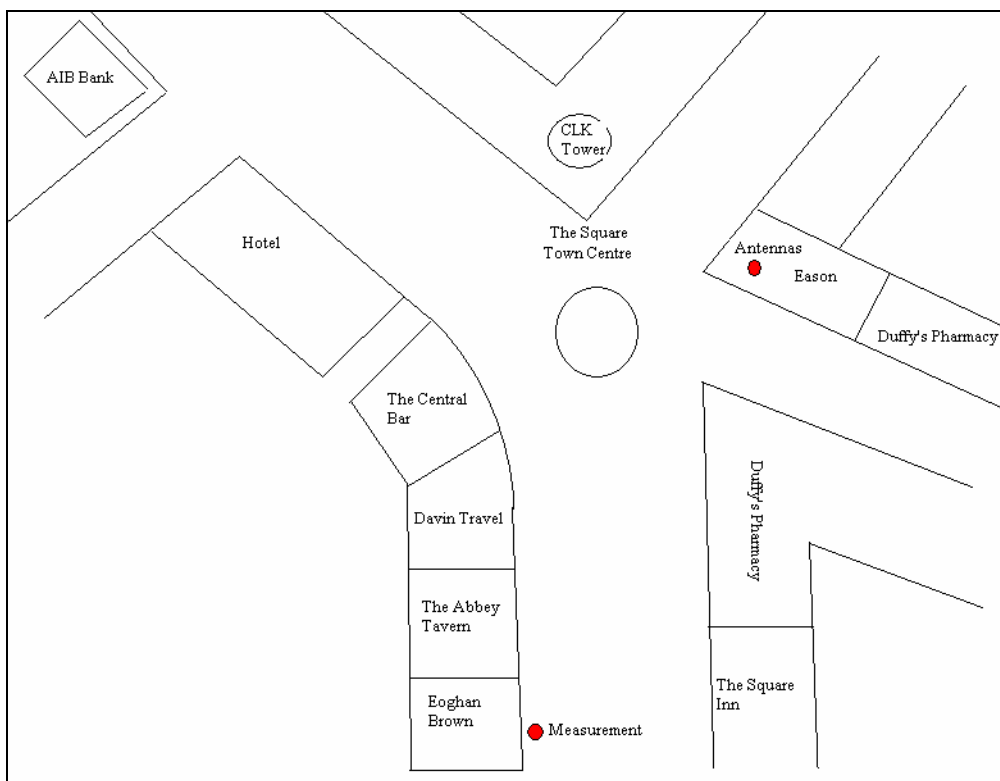 AIB Bank
CLK
Tower
Hotel
The Square
Town Centre
Antennas
Eason
Duffy's Pharmacy
The Central
Bar
Duffy's Pharmacy
Davin Travel
The Abbey
Tavern
The Square
Inn
Eoghan
Brown
Measurement